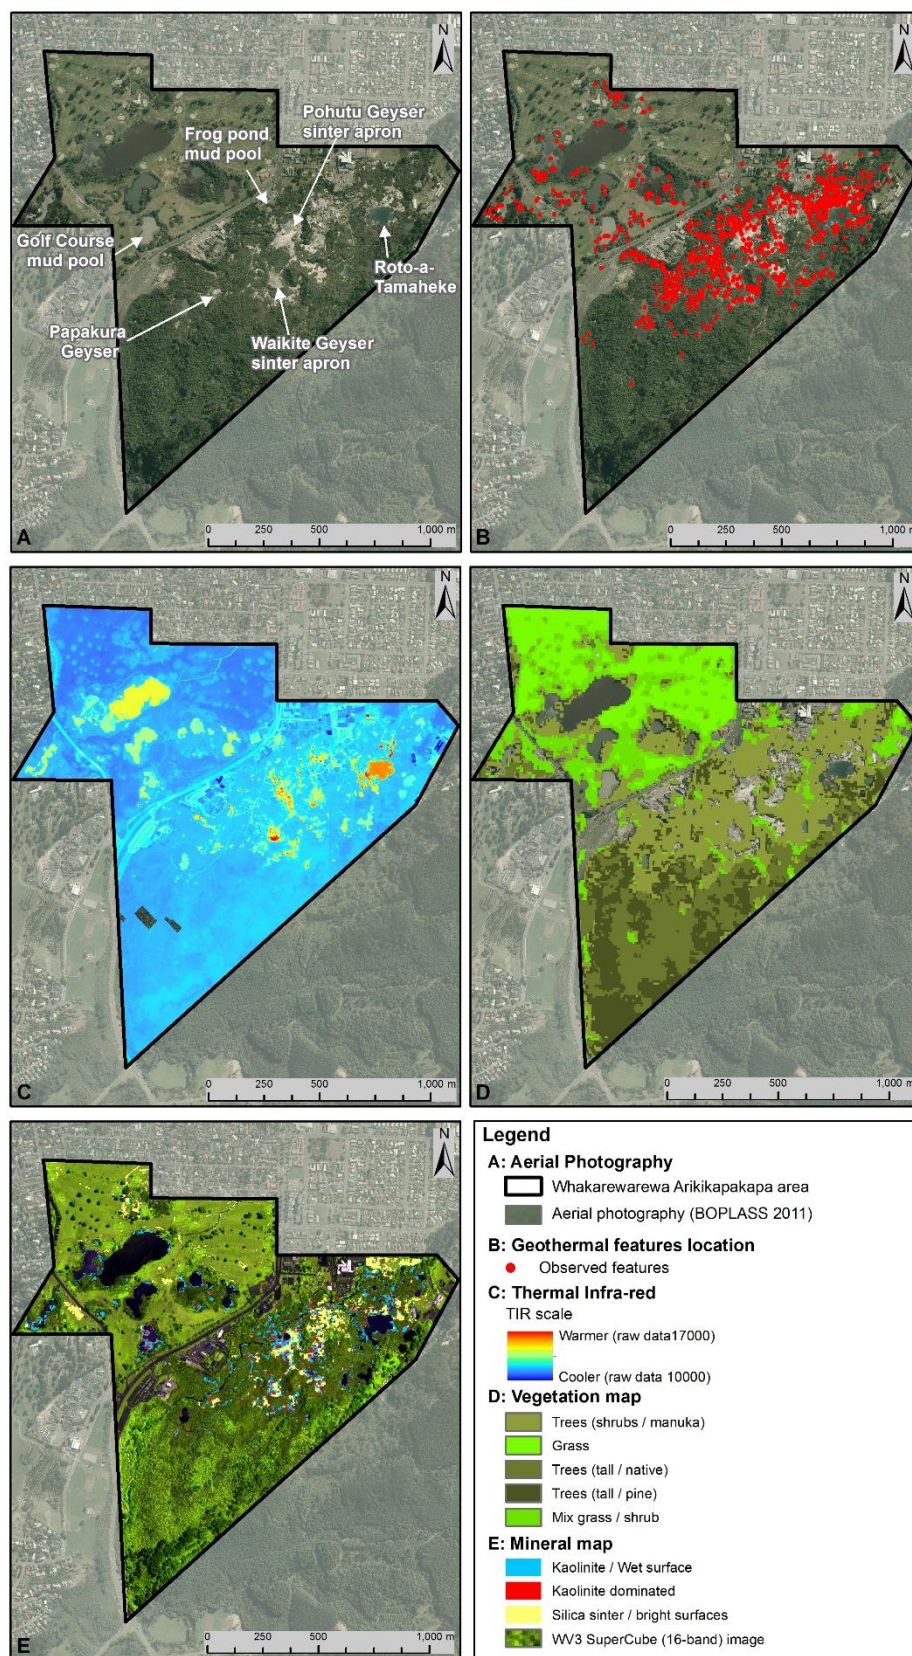 N
Pohutu Geyser
sinter apron
Frog pond
mud pool
Golf Course
mud pool
Roto-a-
Tamaheke
Papakura
Geyser
Waikite Geyser
sinter apron
0 250 500 1,000 m
A
N
0 250 500 1,000 m
B
N
0 250 500 1,000 m
C
N
0 250 500 1,000 m
D
N
0 250 500 1,000 m
E
Legend
A: Aerial Photography
Whakarewarewa Arikikapakapa area
Aerial photography (BOPLASS 2011)
B: Geothermal features location
Observed features
C: Thermal Infra-red
TIR scale
Warmer (raw data17000)
Cooler (raw data 10000)
D: Vegetation map
Trees (shrubs / manuka)
Grass
Trees (tall / native)
Trees (tall / pine)
Mix grass / shrub
E: Mineral map
Kaolinite / Wet surface
Kaolinite dominated
Silica sinter / bright surfaces
WV3 SuperCube (16-band) image